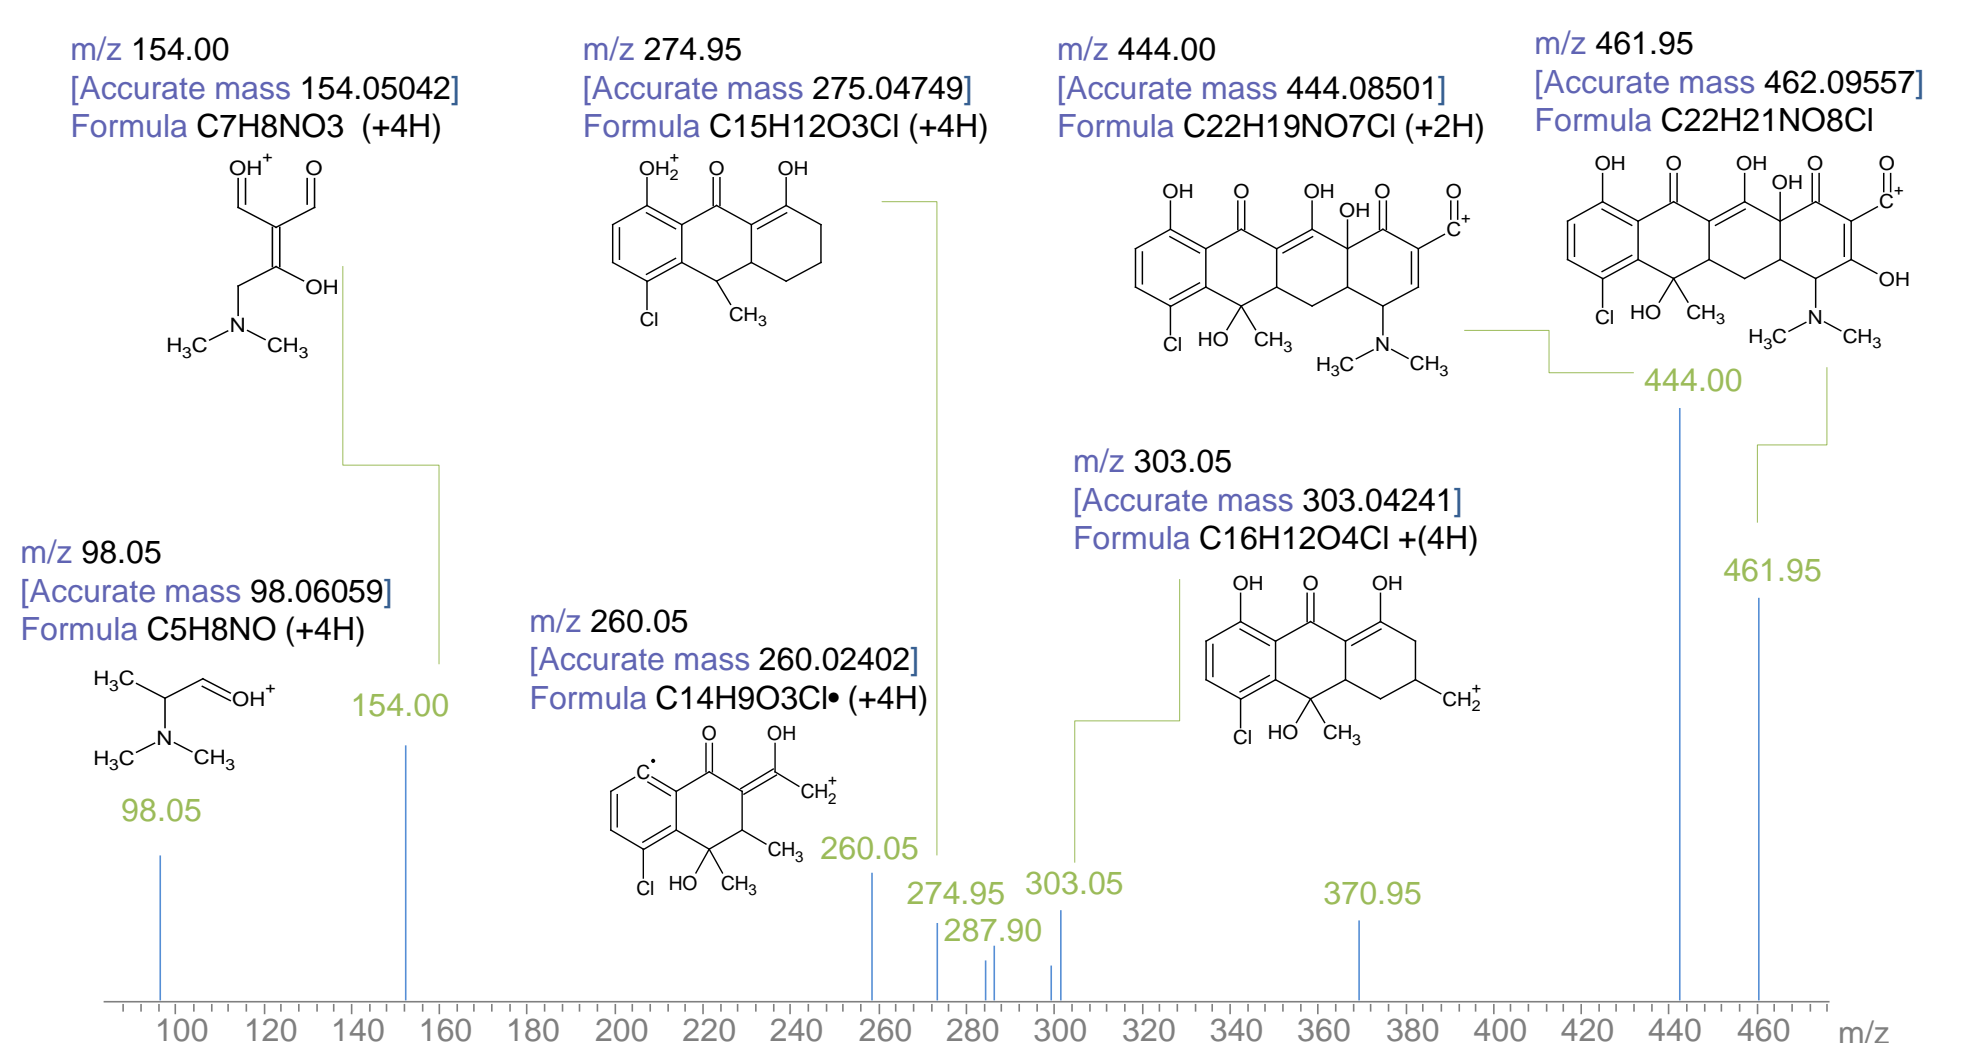 m/z 154.00
[Accurate mass 154.05042]
Formula C7H8NO3 (+4H)
OH+ O
OH
N
H3C CH3
m/z 274.95
[Accurate mass 275.04749]
Formula C15H12O3Cl (+4H)
OH2+ O OH
Cl CH3
m/z 444.00
[Accurate mass 444.08501]
Formula C22H19NO7Cl (+2H)
OH O OH OH O O
C+
Cl HO CH3 N
H3C CH3
m/z 461.95
[Accurate mass 462.09557]
Formula C22H21NO8Cl
OH O OH OH O O
C+
OH
Cl HO CH3 N
H3C CH3
444.00
m/z 303.05
[Accurate mass 303.04241]
Formula C16H12O4Cl +(4H)
OH O OH
CH2+
Cl HO CH3
461.95
m/z 98.05
[Accurate mass 98.06059]
Formula C5H8NO (+4H)
H3C OH+
N
H3C CH3
98.05
154.00
m/z 260.05
[Accurate mass 260.02402]
Formula C14H9O3Cl• (+4H)
O OH
C• CH2+
CH3
Cl HO CH3
260.05
274.95
287.90
303.05
370.95
100 120 140 160 180 200 220 240 260 280 300 320 340 360 380 400 420 440 460 m/z